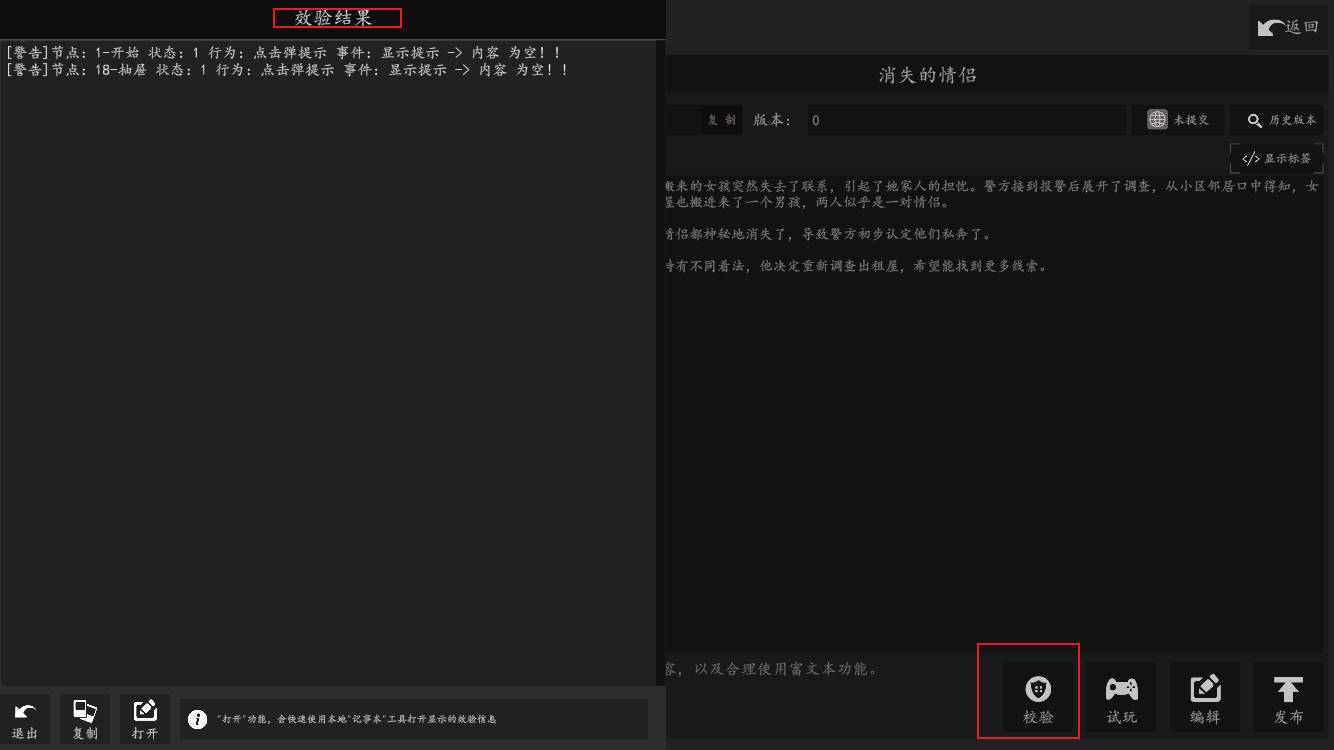 效验结果
[警告]节点: 1-开始 状态: 1 行为: 点击弹提示 事件: 显示提示 -> 内容 为空!!
[警告]节点: 18-抽屉 状态: 1 行为: 点击弹提示 事件: 显示提示 -> 内容 为空!!
返回
消失的情侣
复制 版本: 0 未提交 历史版本
</> 显示标签
搬来的女孩突然失去了联系, 引起了她家人的担忧。警方接到报警后展开了调查, 从小区邻居口中得知, 女
屋也搬进来了一个男孩, 两人似乎是一对情侣。
情侣都神秘地消失了, 导致警方初步认定他们私奔了。
持有不同看法, 他决定重新调查出租屋, 希望能找到更多线索。
容, 以及合理使用富文本功能。
校验 试玩 编辑 发布
退出 复制 打开 "打开"功能, 会快速使用本地"记事本"工具打开显示的效验信息